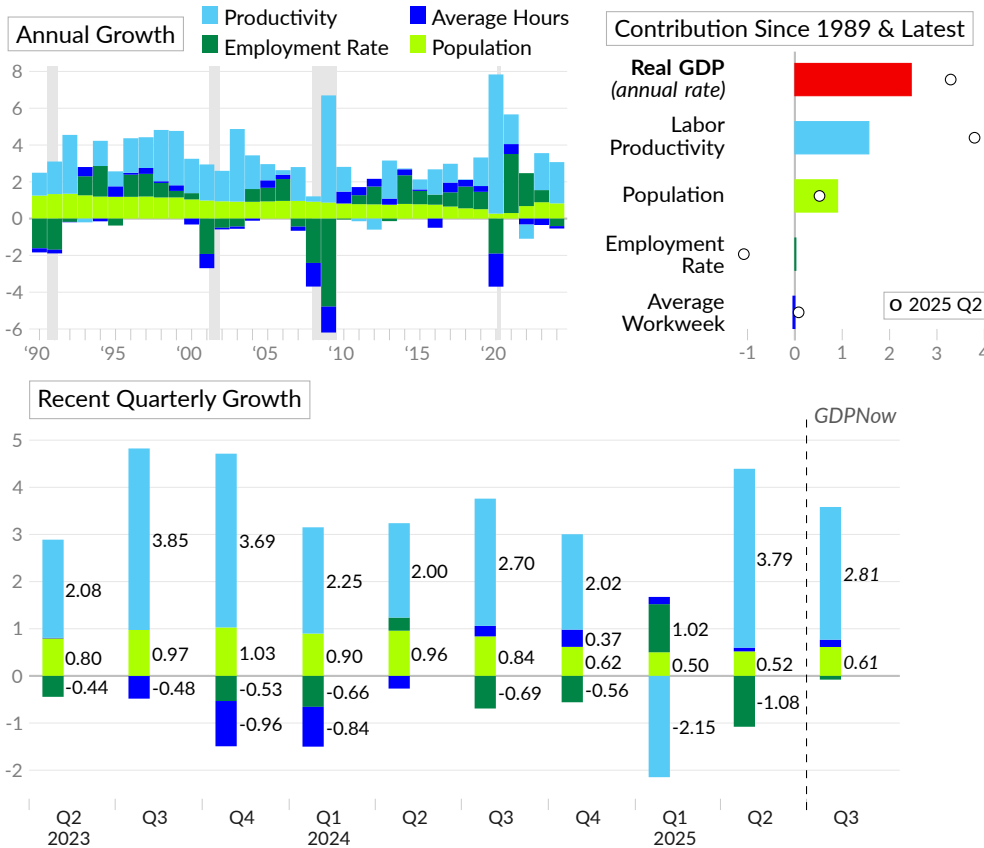 Annual Growth
Productivity
Average Hours
Employment Rate
Population
8
6
4
2
0
-2
-4
-6
'90
'95
'00
'05
'10
'15
'20
Contribution Since 1989 & Latest
Real GDP
(annual rate)
Labor
Productivity
Population
Employment
Rate
Average
Workweek
2025 Q2
-1
0
1
2
3
4
Recent Quarterly Growth
GDPNow
5
4
3
2
1
0
-1
-2
2.08
0.80
-0.44
3.85
0.97
-0.48
3.69
1.03
-0.53
-0.96
2.25
0.90
-0.66
-0.84
2.00
0.96
2.70
0.84
-0.69
2.02
0.37
0.62
-0.56
1.02
0.50
-2.15
3.79
0.52
-1.08
2.81
0.61
Q2
2023
Q3
Q4
Q1
2024
Q2
Q3
Q4
Q1
2025
Q2
Q3